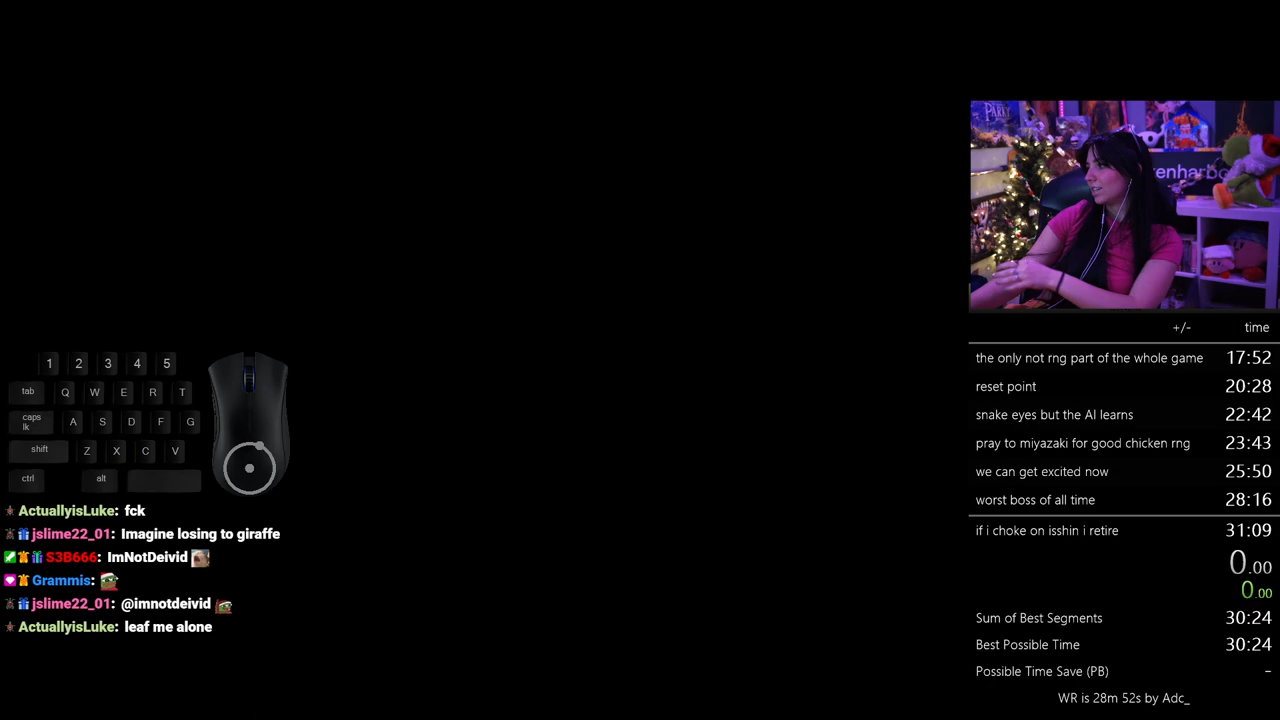 PARKY
enharbo
+/- time
the only not rng part of the whole game 17:52
reset point 20:28
snake eyes but the AI learns 22:42
pray to miyazaki for good chicken rng 23:43
we can get excited now 25:50
worst boss of all time 28:16
if i choke on isshin i retire 31:09
0.00
0.00
Sum of Best Segments 30:24
Best Possible Time 30:24
Possible Time Save (PB) -
WR is 28m 52s by Adc_
1 2 3 4 5
tab Q W E R T
caps lk A S D F G
shift Z X C V
ctrl alt
ActuallyisLuke: fck
jslime22_01: Imagine losing to giraffe
S3B666: ImNotDeivid
Grammis:
jslime22_01: @imnotdeivid
ActuallyisLuke: leaf me alone